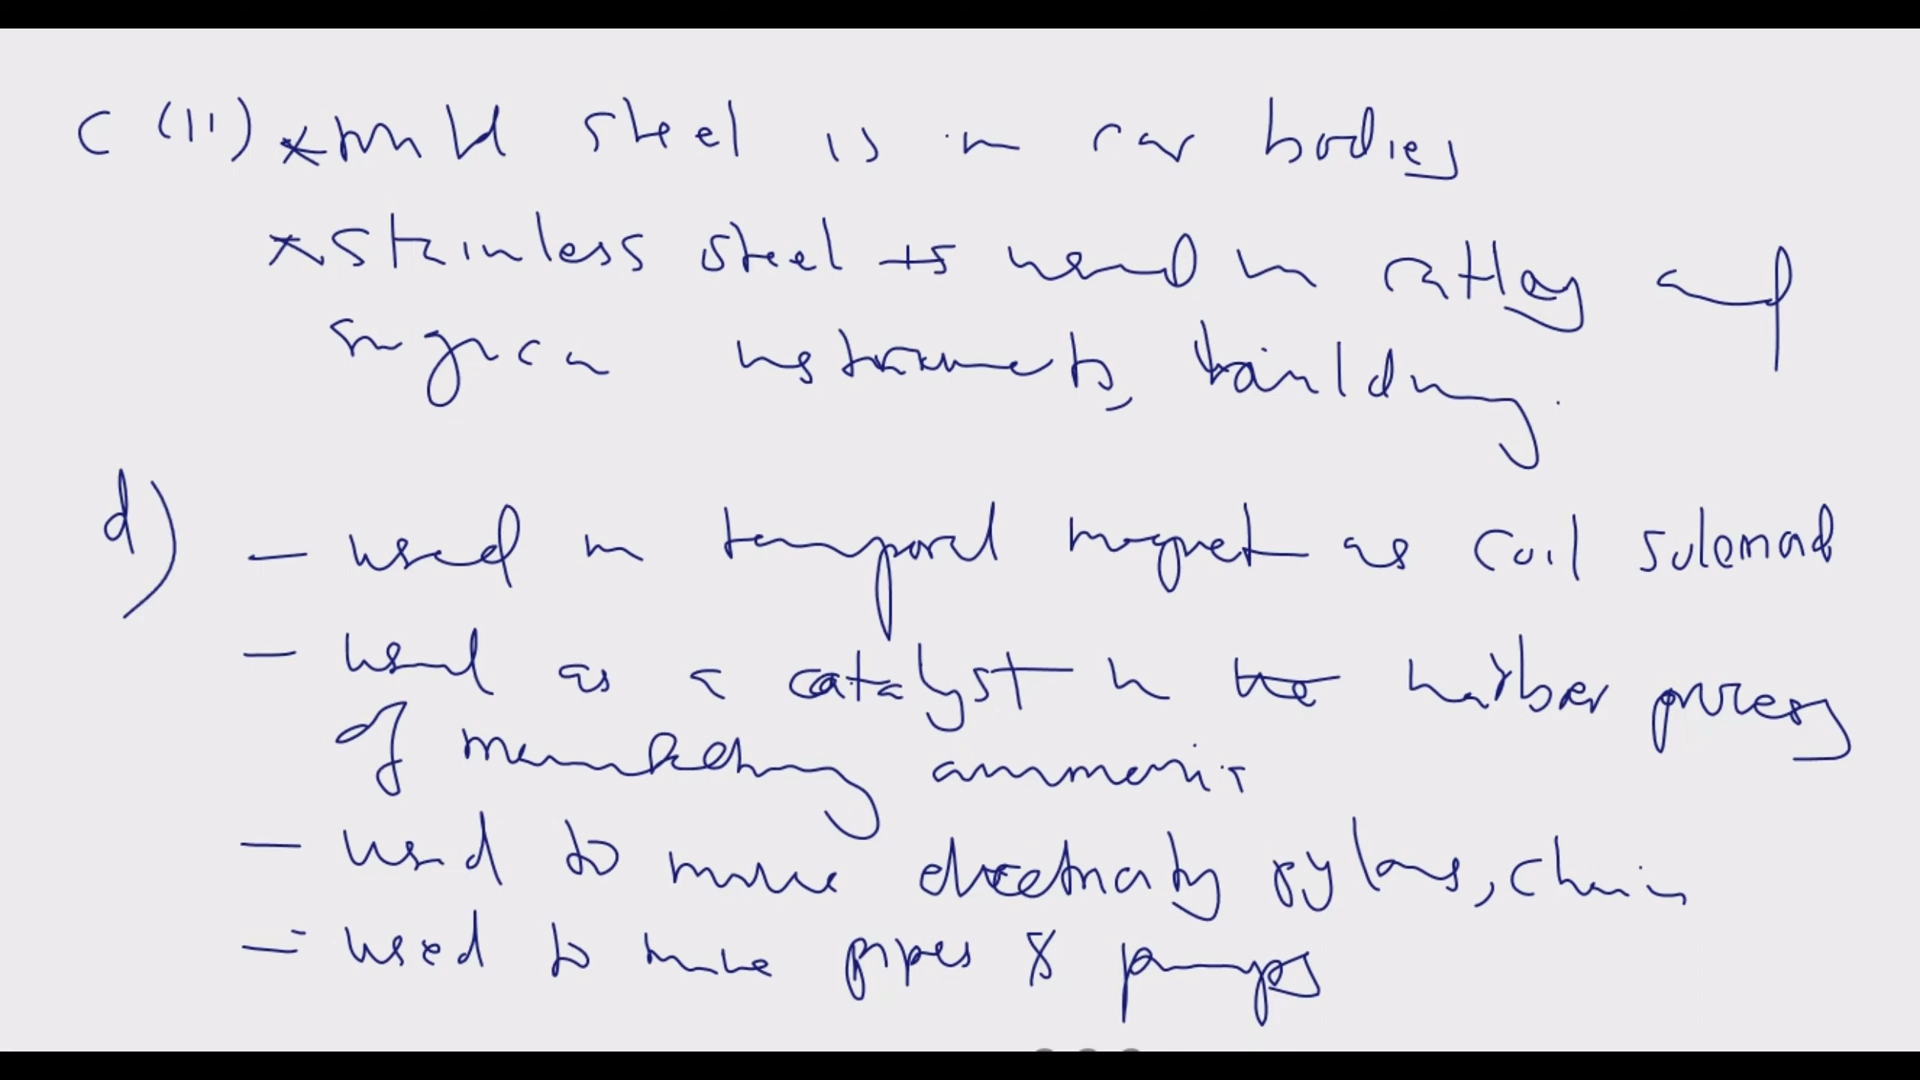 C (ii) * mild steel is in car bodies
* stainless steel is used in cutlery and
surgical instruments, building.
d) - used in temporal magnet as coil solenoid
- used as a catalyst in the harber process
of manufacturing ammonia
- used to make electricity pylons, chain
- used to make pipes & pumps